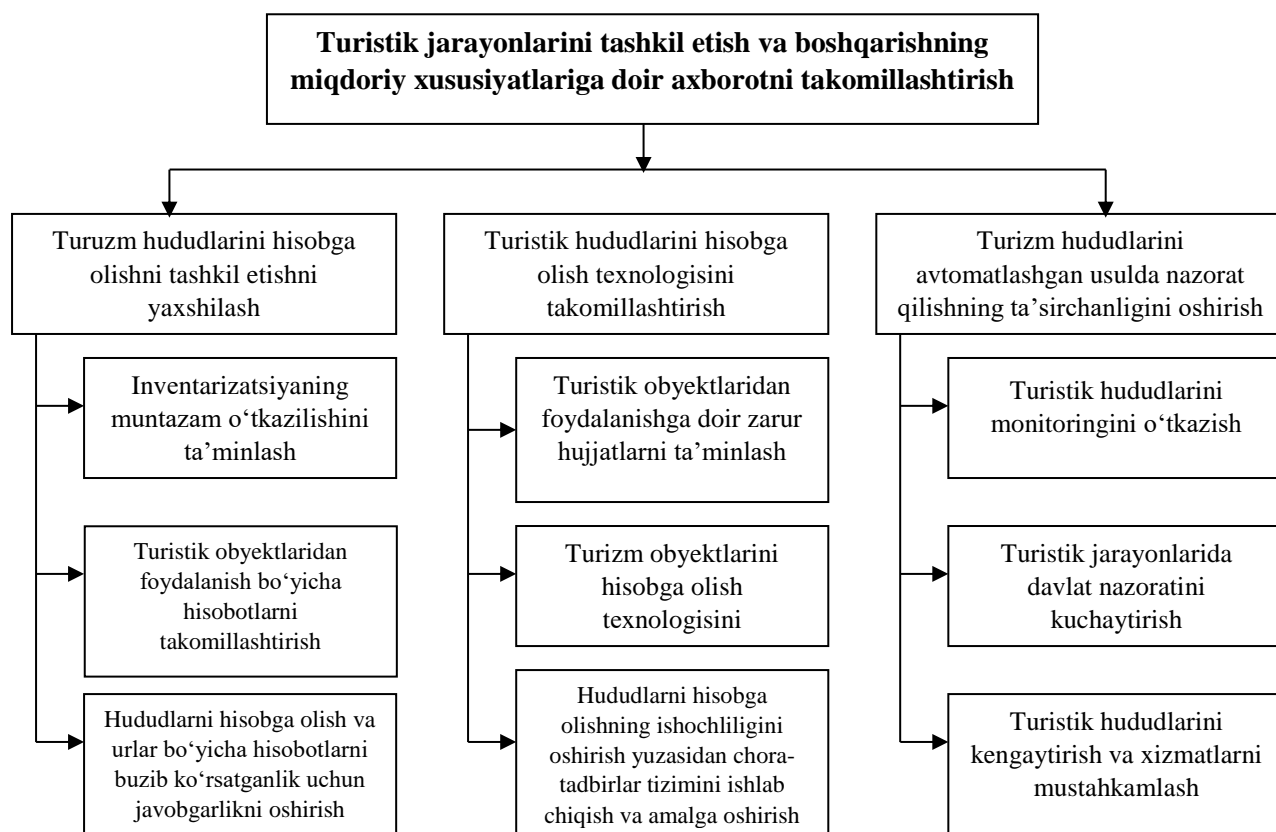 Turistik jarayonlarini tashkil etish va boshqarishning
miqdoriy xususiyatlariga doir axborotni takomillashtirish
Turuzm hududlarini hisobga
olishni tashkil etishni
yaxshilash
Inventarizatsiyaning
muntazam o‘tkazilishini
ta’minlash
Turistik obyektlaridan
foydalanish bo‘yicha
hisobotlarni
takomillashtirish
Hududlarni hisobga olish va
urlar bo‘yicha hisobotlarni
buzib ko‘rsatganlik uchun
javobgarlikni oshirish
Turistik hududlarini hisobga
olish texnologisini
takomillashtirish
Turistik obyektlaridan
foydalanishga doir zarur
hujjatlarni ta’minlash
Turizm obyektlarini
hisobga olish
texnologisini
Hududlarni hisobga
olishning ishochliligini
oshirish yuzasidan chora-
tadbirlar tizimini ishlab
chiqish va amalga oshirish
Turizm hududlarini
avtomatlashgan usulda nazorat
qilishning ta’sirchanligini oshirish
Turistik hududlarini
monitoringini o‘tkazish
Turistik jarayonlarida
davlat nazoratini
kuchaytirish
Turistik hududlarini
kengaytirish va xizmatlarni
mustahkamlash